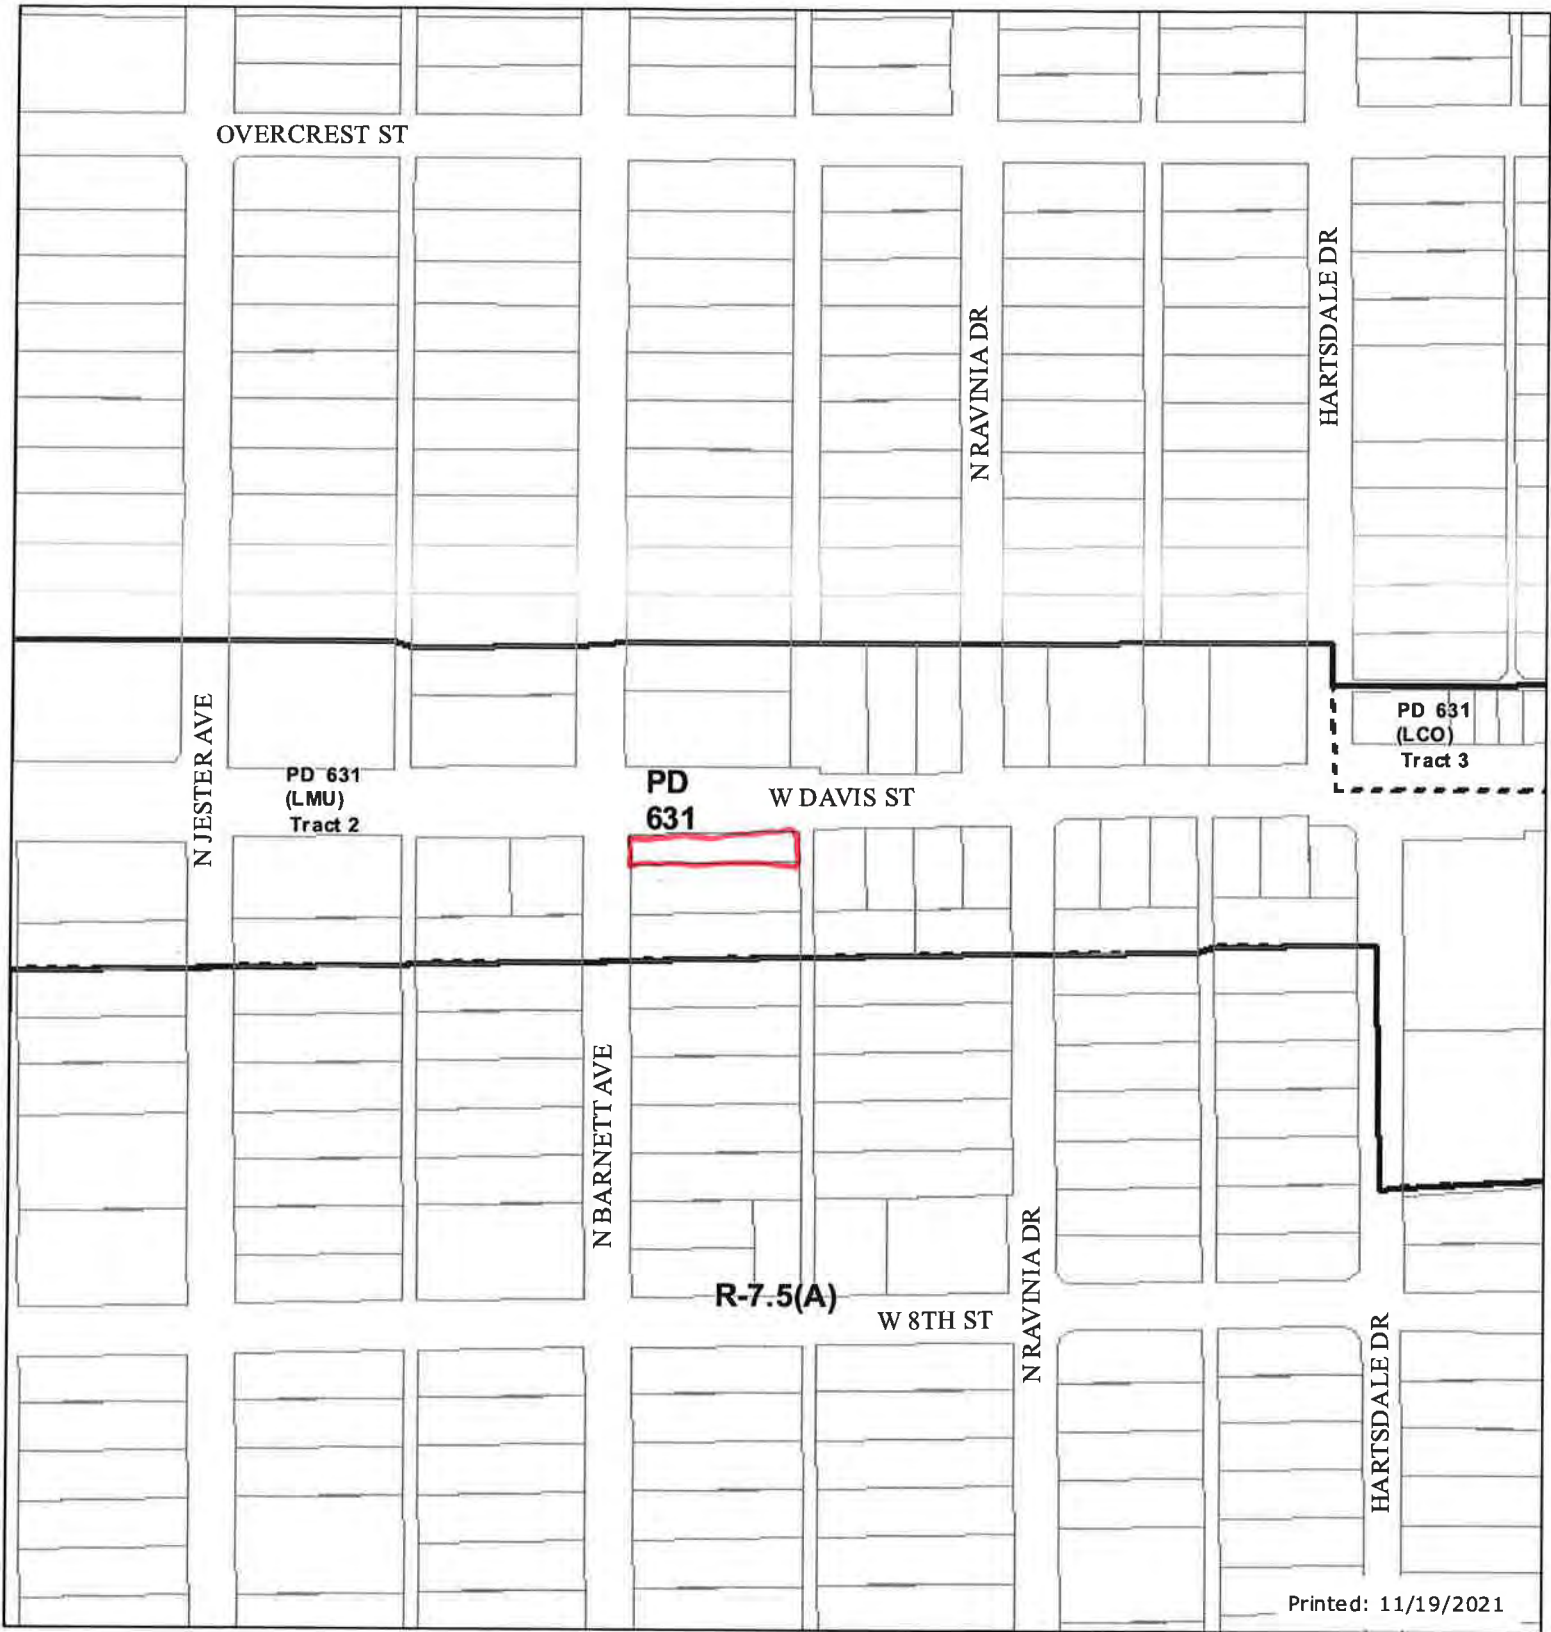 OVERCREST ST
HARTSDALE DR
N RAVINIA DR
N JESTER AVE
PD 631
(LCO)
Tract 3
PD 631
(LMU)
Tract 2
PD
631
W DAVIS ST
N BARNETT AVE
R-7.5(A)
W 8TH ST
N RAVINIA DR
HARTSDALE DR
Printed: 11/19/2021